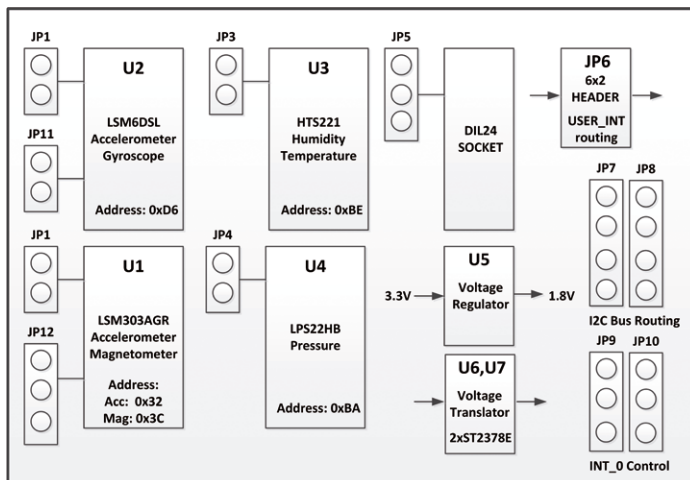 JP1
U2
LSM6DSL
Accelerometer
Gyroscope
Address: 0xD6
JP11
JP3
U3
HTS221
Humidity
Temperature
Address: 0xBE
JP5
DIL24
SOCKET
JP6
6x2
HEADER
USER_INT
routing
JP7 JP8
I2C Bus Routing
JP1
U1
LSM303AGR
Accelerometer
Magnetometer
Address:
Acc: 0x32
Mag: 0x3C
JP12
JP4
U4
LPS22HB
Pressure
Address: 0xBA
3.3V
U5
Voltage
Regulator
1.8V
U6,U7
Voltage
Translator
2xST2378E
JP9 JP10
INT_0 Control